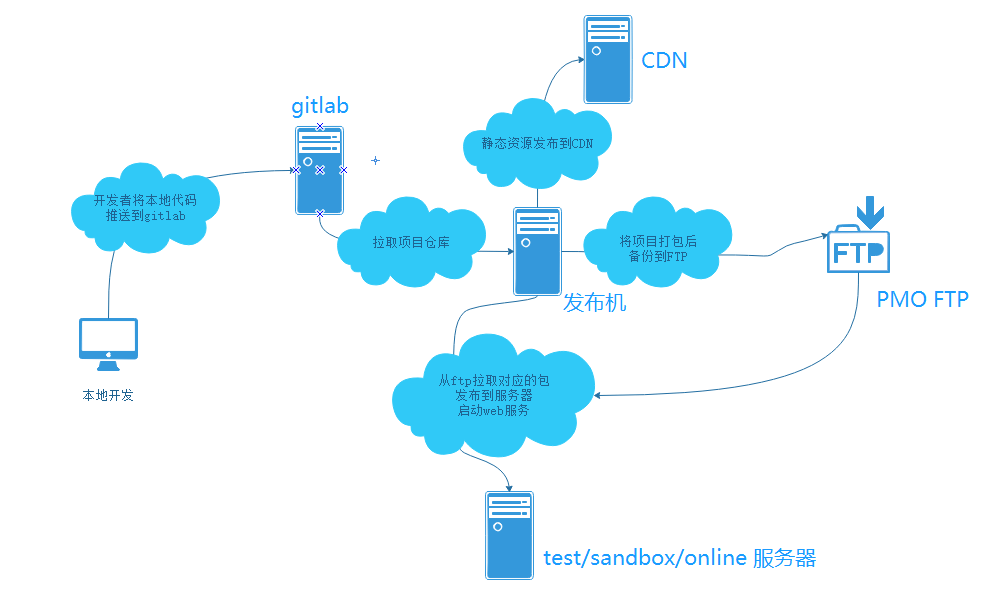 CDN
gitlab
静态资源发布到CDN
开发者将本地代码
推送到gitlab
拉取项目仓库
将项目打包后
备份到FTP
FTP
发布机
PMO FTP
从ftp拉取对应的包
发布到服务器
启动web服务
本地开发
test/sandbox/online 服务器